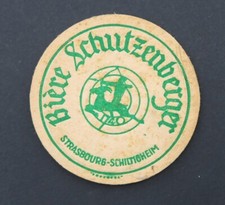 Bière Schutzenberger
1740
STRASBOURG-SCHILTIGHEIM